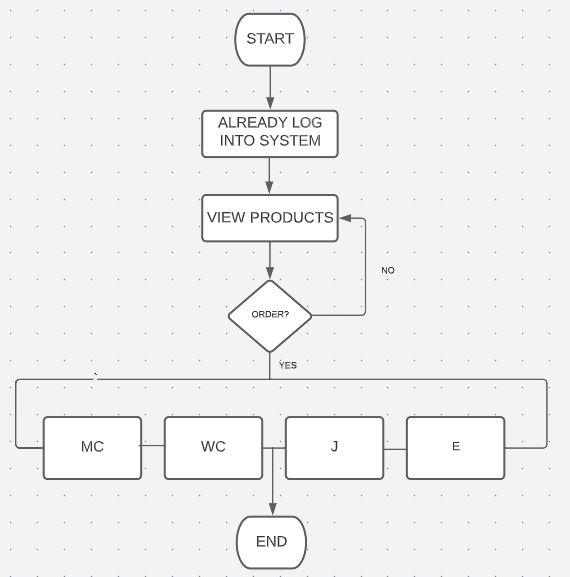 START
ALREADY LOG
INTO SYSTEM
VIEW PRODUCTS
NO
ORDER?
YES
MC
WC
J
E
END